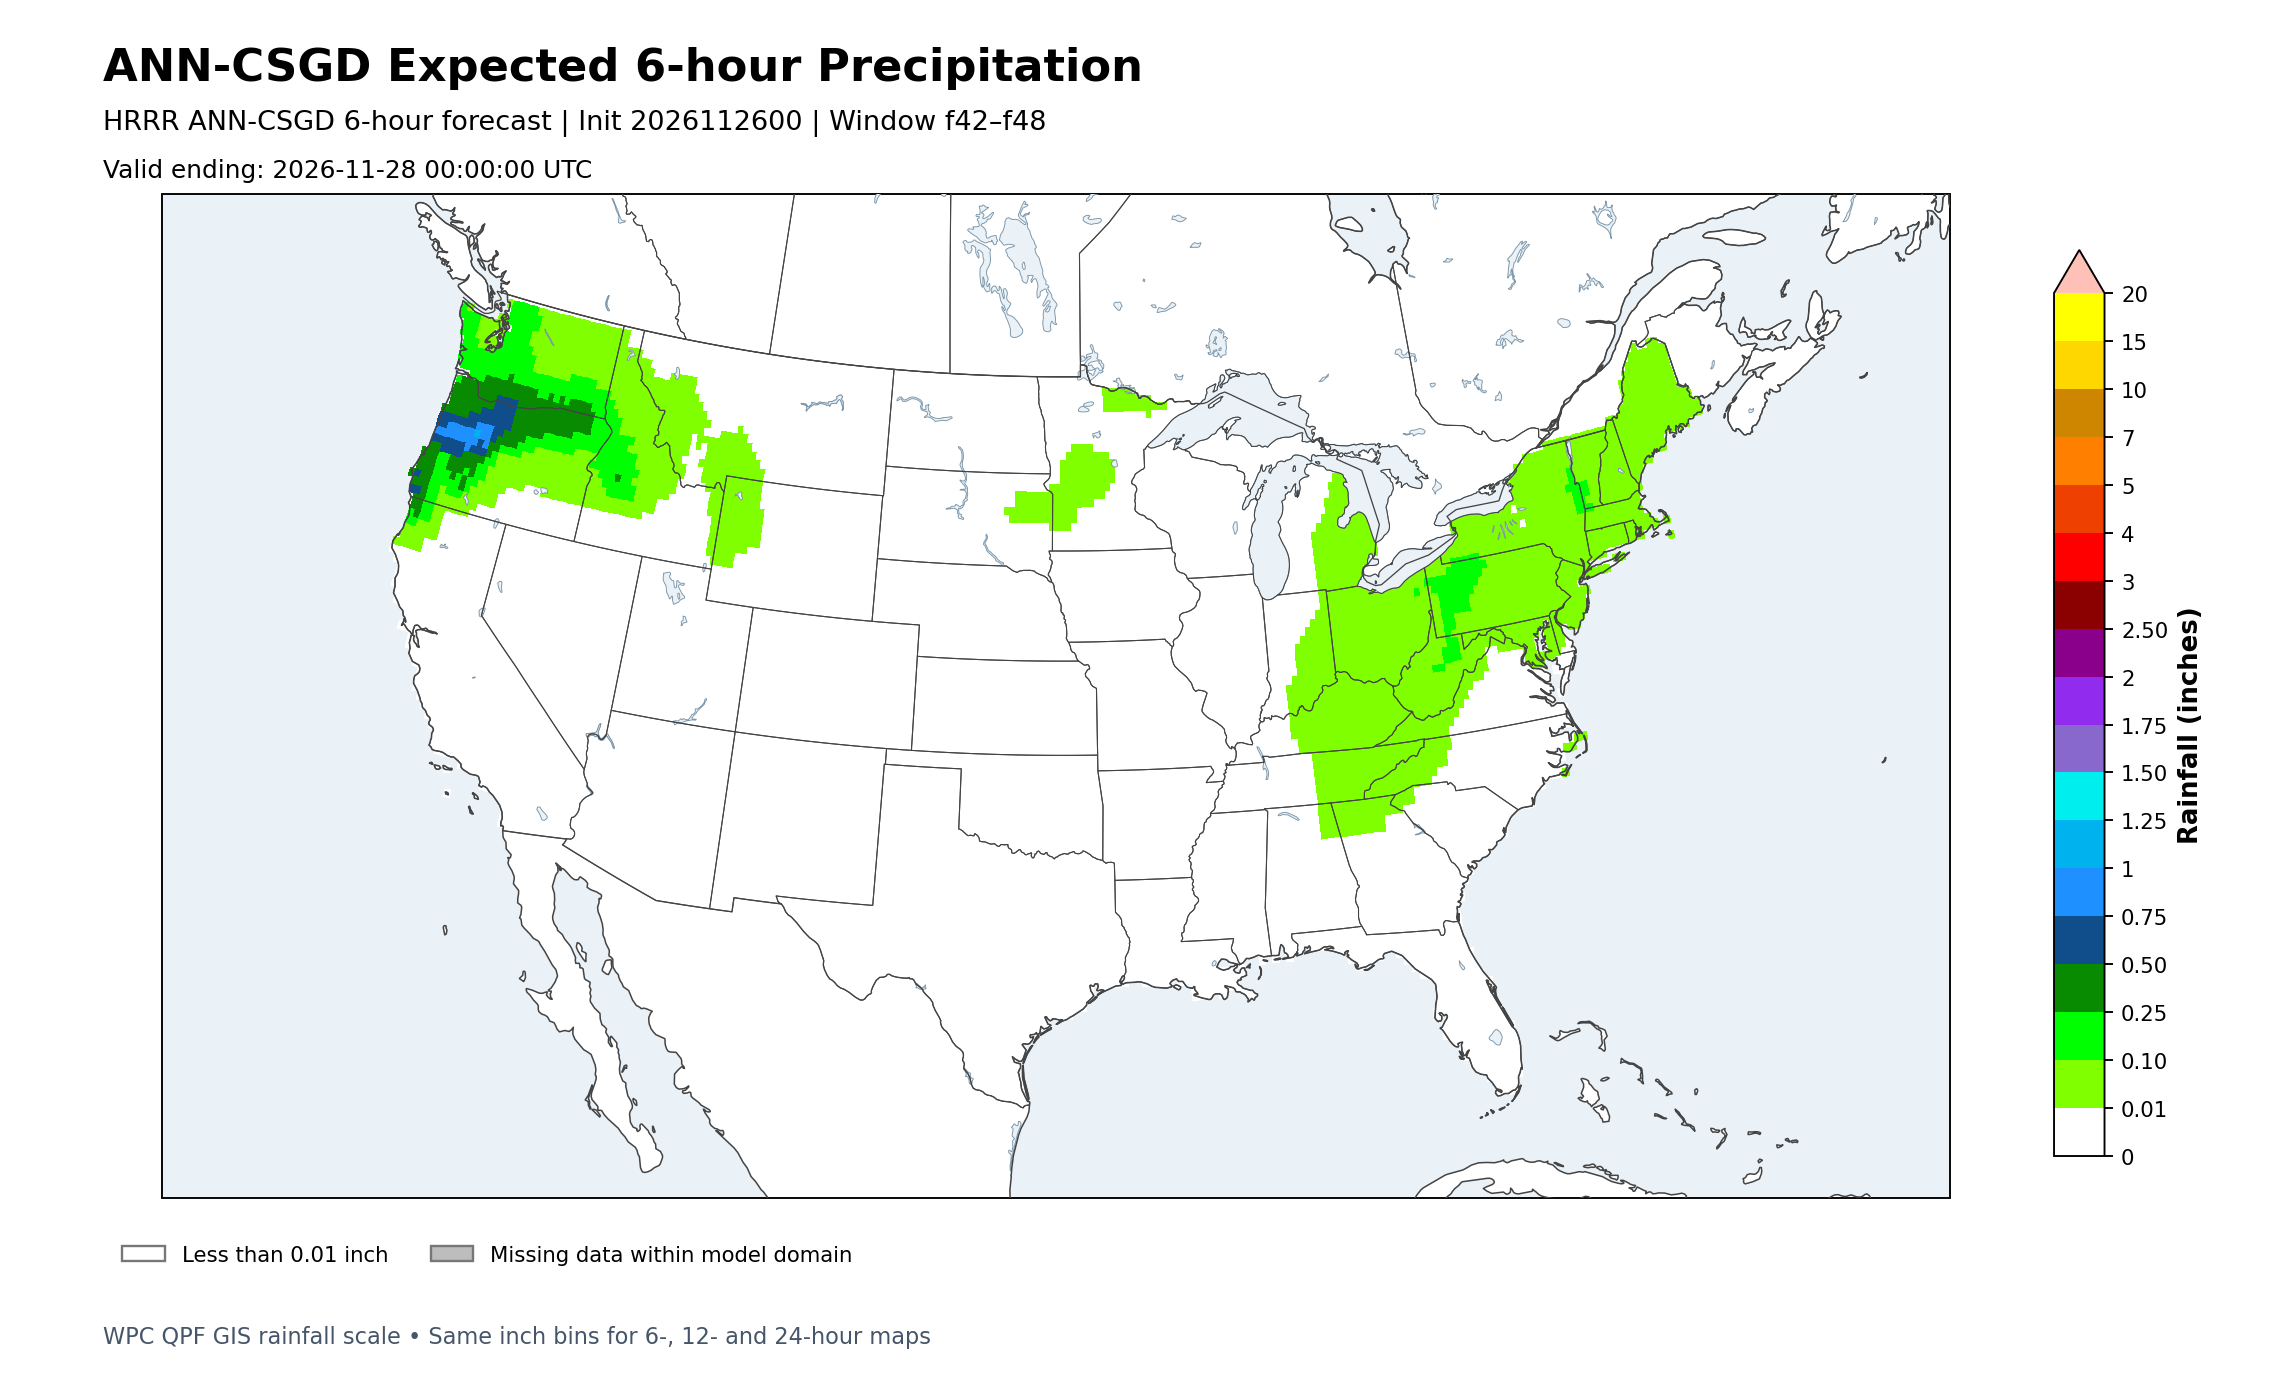 ANN-CSGD Expected 6-hour Precipitation
HRRR ANN-CSGD 6-hour forecast | Init 2026112600 | Window f42–f48
Valid ending: 2026-11-28 00:00:00 UTC
20
15
10
7
5
4
3
2.50
2
1.75
1.50
1.25
1
0.75
0.50
0.25
0.10
0.01
0
Rainfall (inches)
Less than 0.01 inch
Missing data within model domain
WPC QPF GIS rainfall scale • Same inch bins for 6-, 12- and 24-hour maps